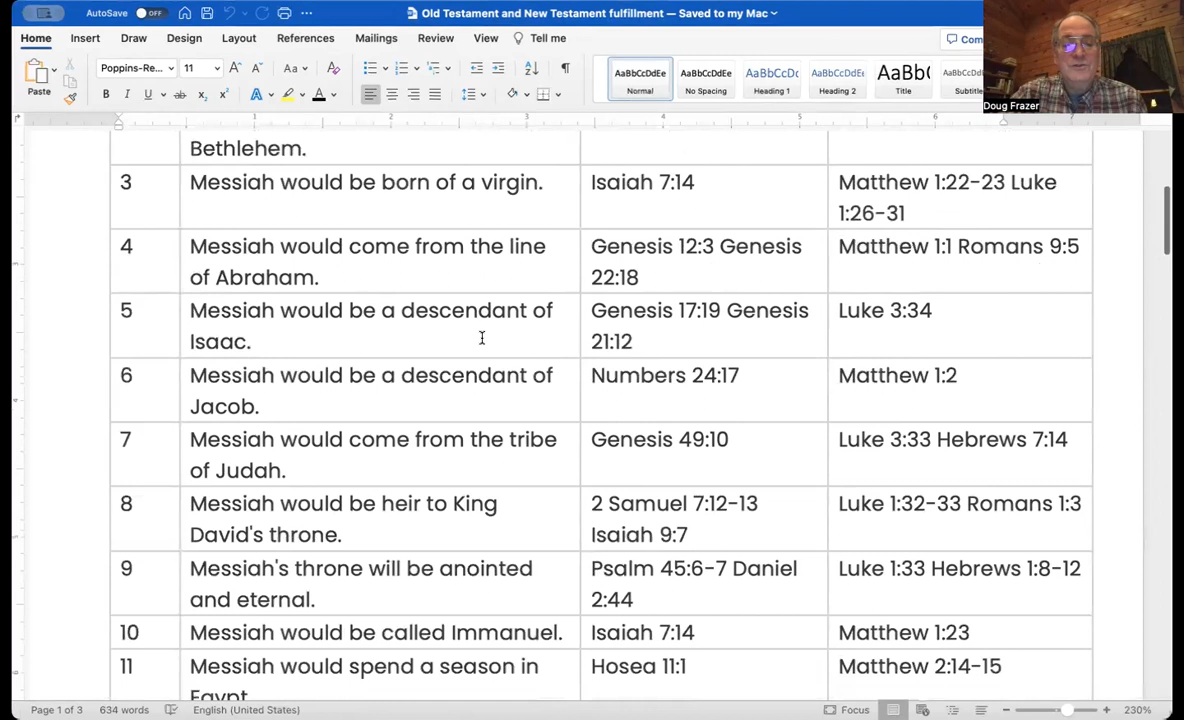 AutoSave OFF
Old Testament and New Testament fulfillment — Saved to my Mac
Home Insert Draw Design Layout References Mailings Review View Tell me
Paste
Poppins-Re... 11
Aa
AaBbCcDdEe
Normal
AaBbCcDdEe
No Spacing
AaBbCcDc
Heading 1
AaBbCcDdEe
Heading 2
AaBb(
Title
Subtitle
Doug Frazer
1 2 3 4 5 6
Bethlehem.
3 Messiah would be born of a virgin. Isaiah 7:14 Matthew 1:22-23 Luke
1:26-31
4 Messiah would come from the line Genesis 12:3 Genesis Matthew 1:1 Romans 9:5
of Abraham. 22:18
5 Messiah would be a descendant of Genesis 17:19 Genesis Luke 3:34
Isaac. 21:12
6 Messiah would be a descendant of Numbers 24:17 Matthew 1:2
Jacob.
7 Messiah would come from the tribe Genesis 49:10 Luke 3:33 Hebrews 7:14
of Judah.
8 Messiah would be heir to King 2 Samuel 7:12-13 Luke 1:32-33 Romans 1:3
David's throne. Isaiah 9:7
9 Messiah's throne will be anointed Psalm 45:6-7 Daniel Luke 1:33 Hebrews 1:8-12
and eternal. 2:44
10 Messiah would be called Immanuel. Isaiah 7:14 Matthew 1:23
11 Messiah would spend a season in Hosea 11:1 Matthew 2:14-15
Egypt.
Page 1 of 3 634 words English (United States) Focus 230%